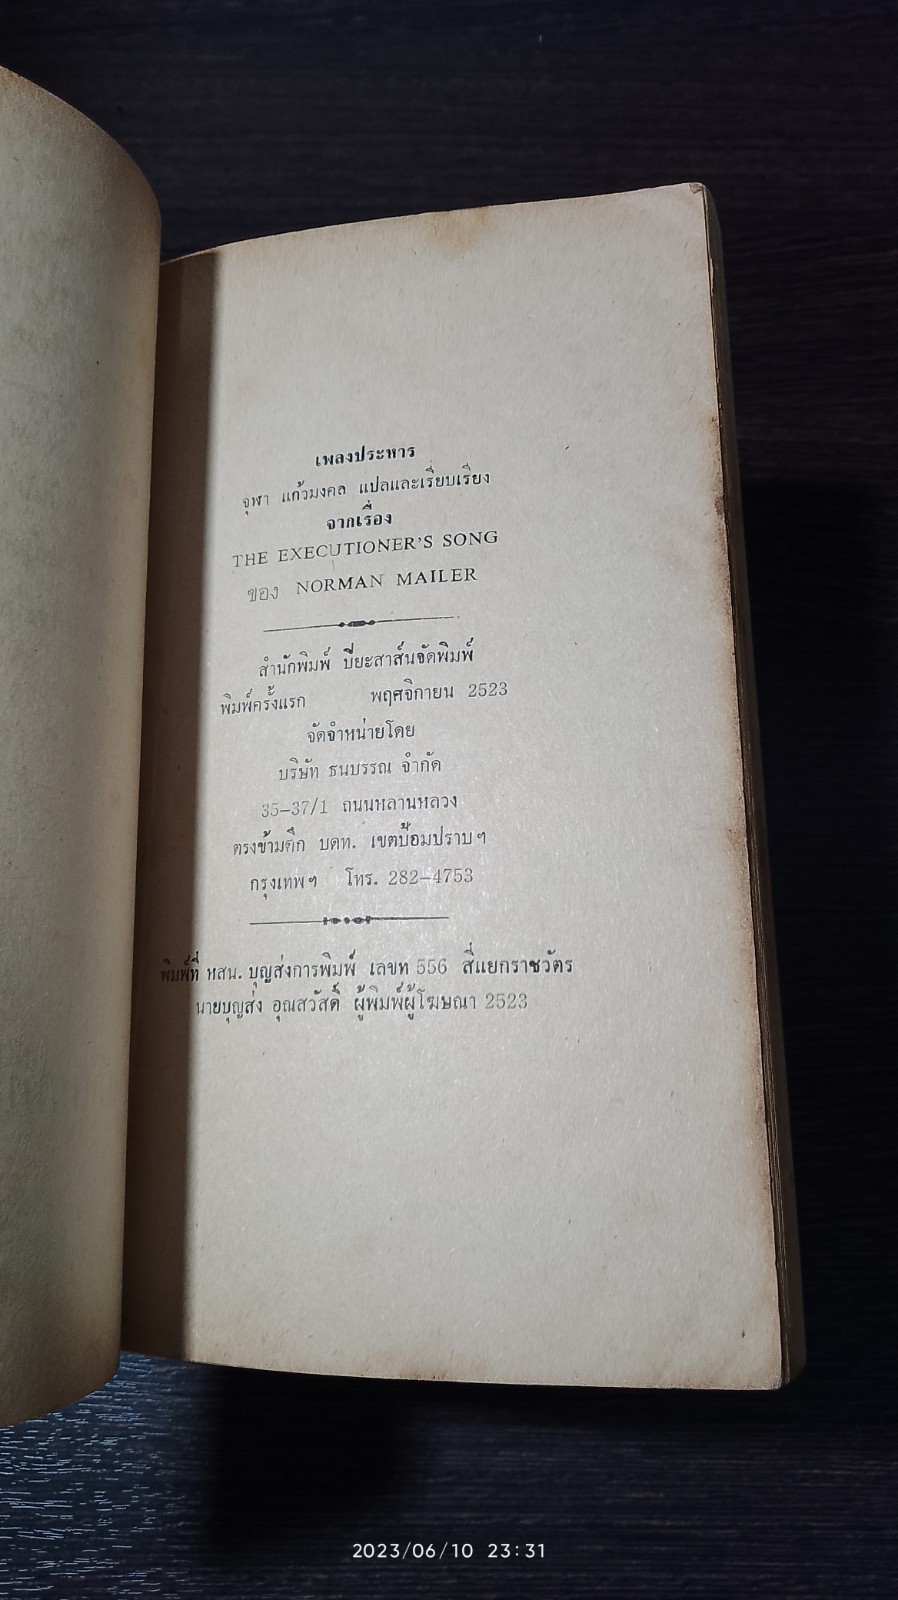 เพลงประหาร
จุฬา แก้วมงคล แปลและเรียบเรียง
จากเรื่อง
THE EXECUTIONER'S SONG
ของ NORMAN MAILER
สำนักพิมพ์ ปิยะสาส์นจัดพิมพ์
พิมพ์ครั้งแรก พฤศจิกายน 2523
จัดจำหน่ายโดย
บริษัท ธนบรรณ จำกัด
35–37/1 ถนนหลานหลวง
ตรงข้ามตึก บดท. เขตป้อมปราบฯ
กรุงเทพฯ โทร. 282–4753
พิมพ์ที่ หสน. บุญส่งการพิมพ์ เลขที่ 556 สี่แยกราชวัตร
นายบุญส่ง อุณสวัสดิ์ ผู้พิมพ์ผู้โฆษณา 2523
2023/06/10 23:31